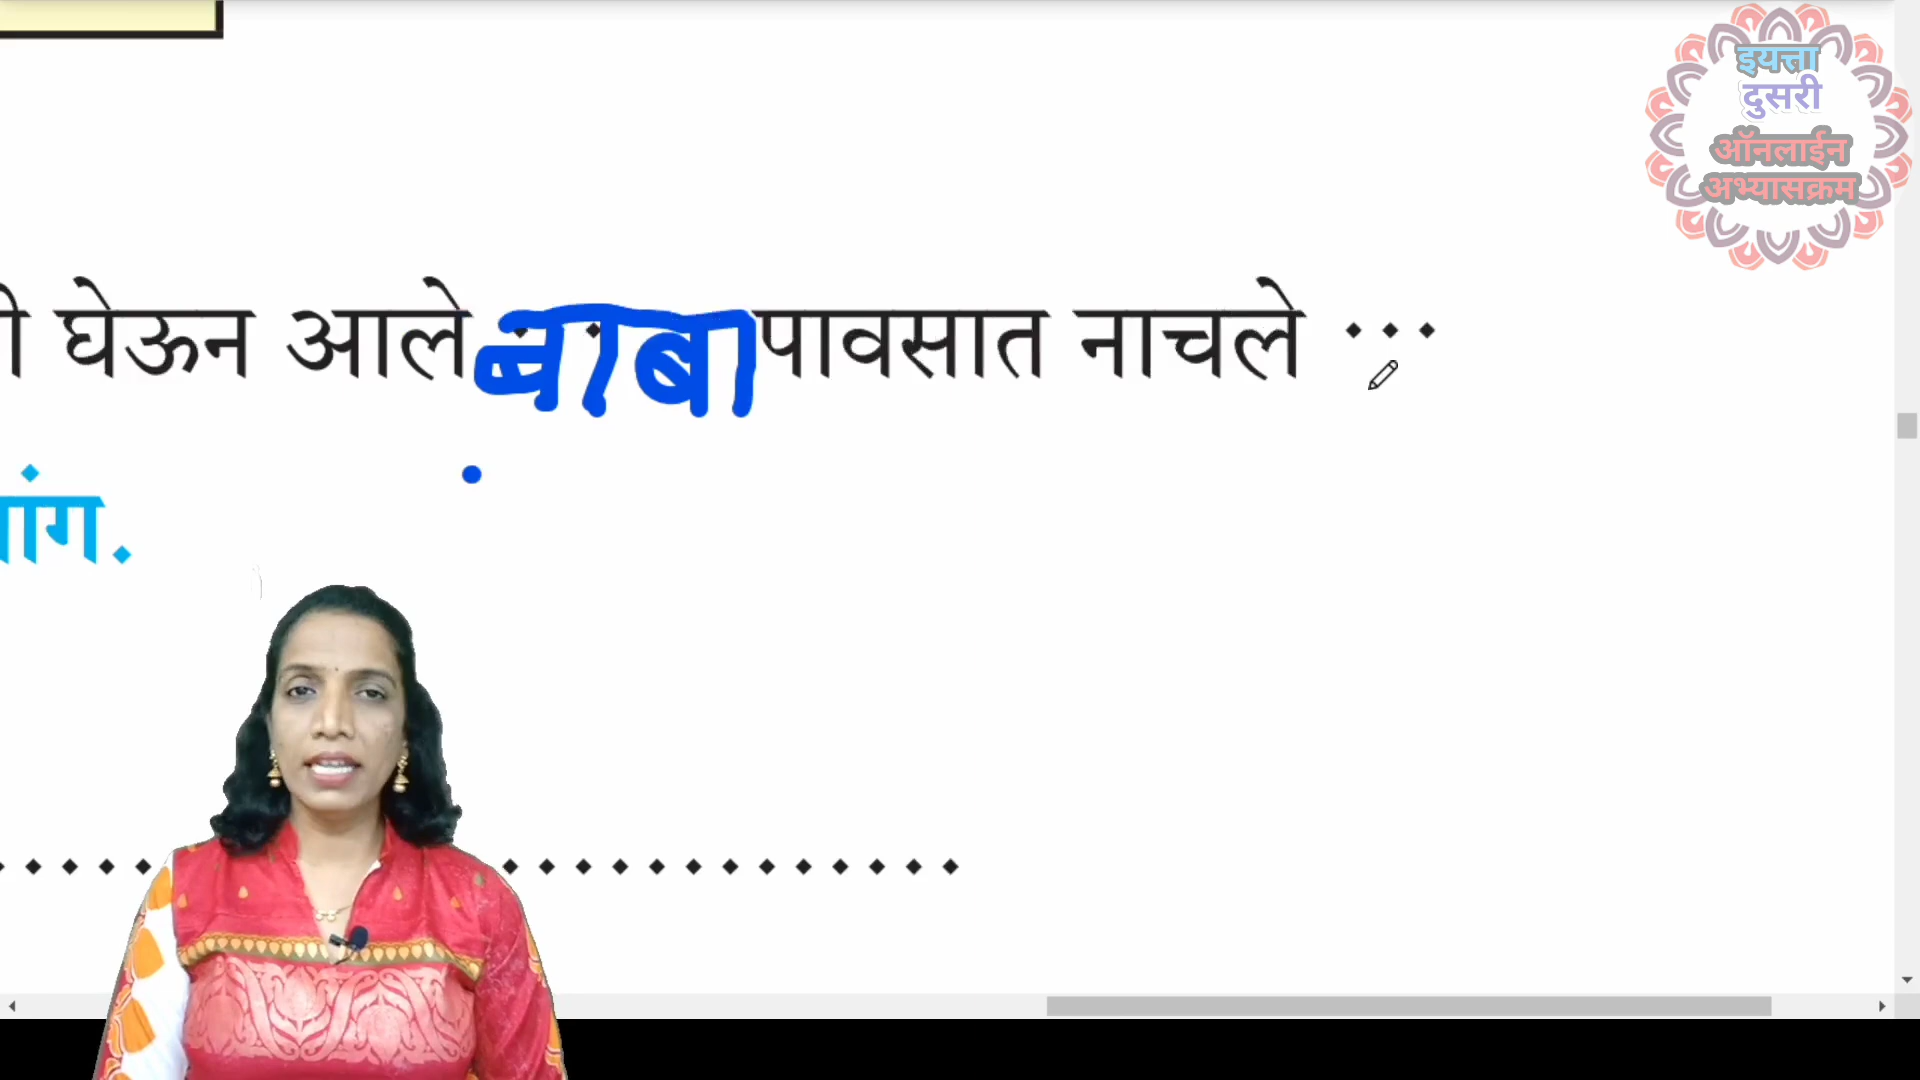 इयत्ता
दुसरी
ऑनलाईन
अभ्यासक्रम
घेऊन आले बाबा पावसात नाचले ...